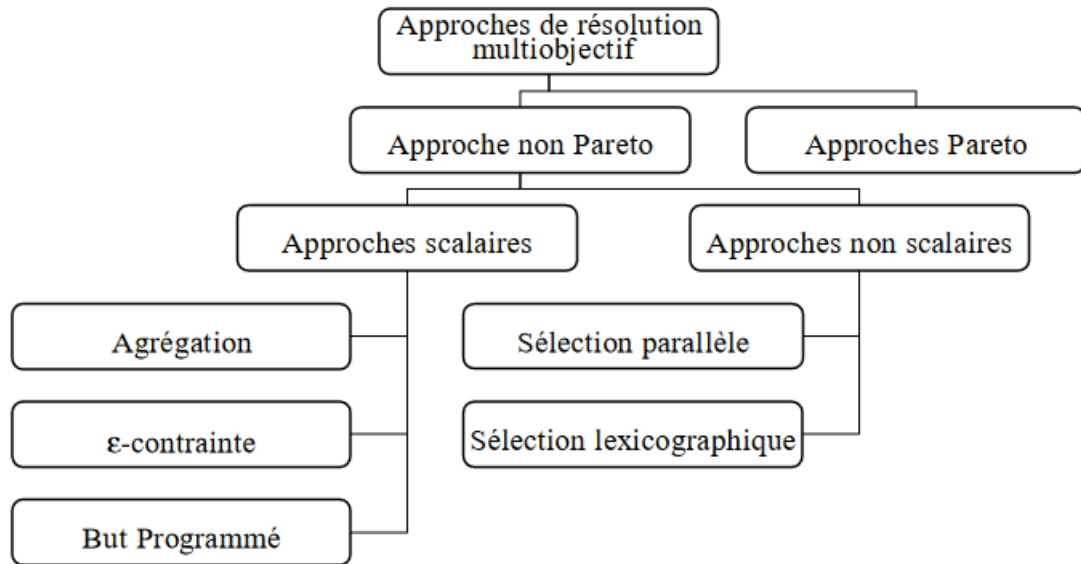 Approches de résolution
multiobjectif
Approche non Pareto
Approches Pareto
Approches scalaires
Approches non scalaires
Agrégation
Sélection parallèle
ε-contrainte
Sélection lexicographique
But Programmé